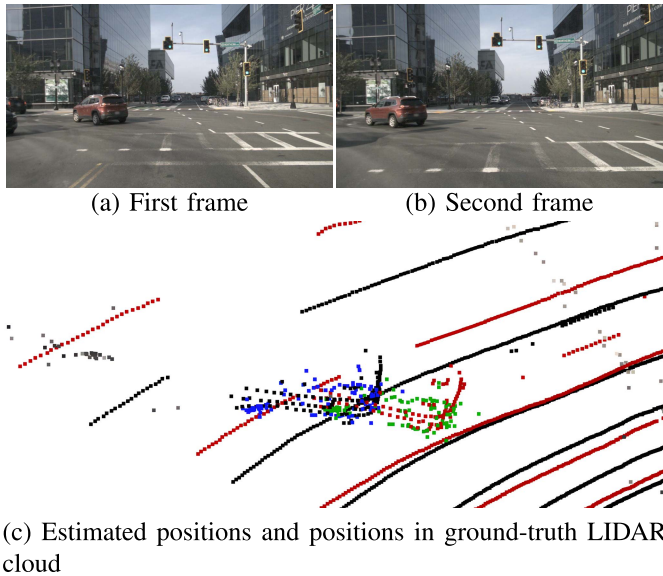 (a) First frame
(b) Second frame
(c) Estimated positions and positions in ground-truth LIDAR
cloud